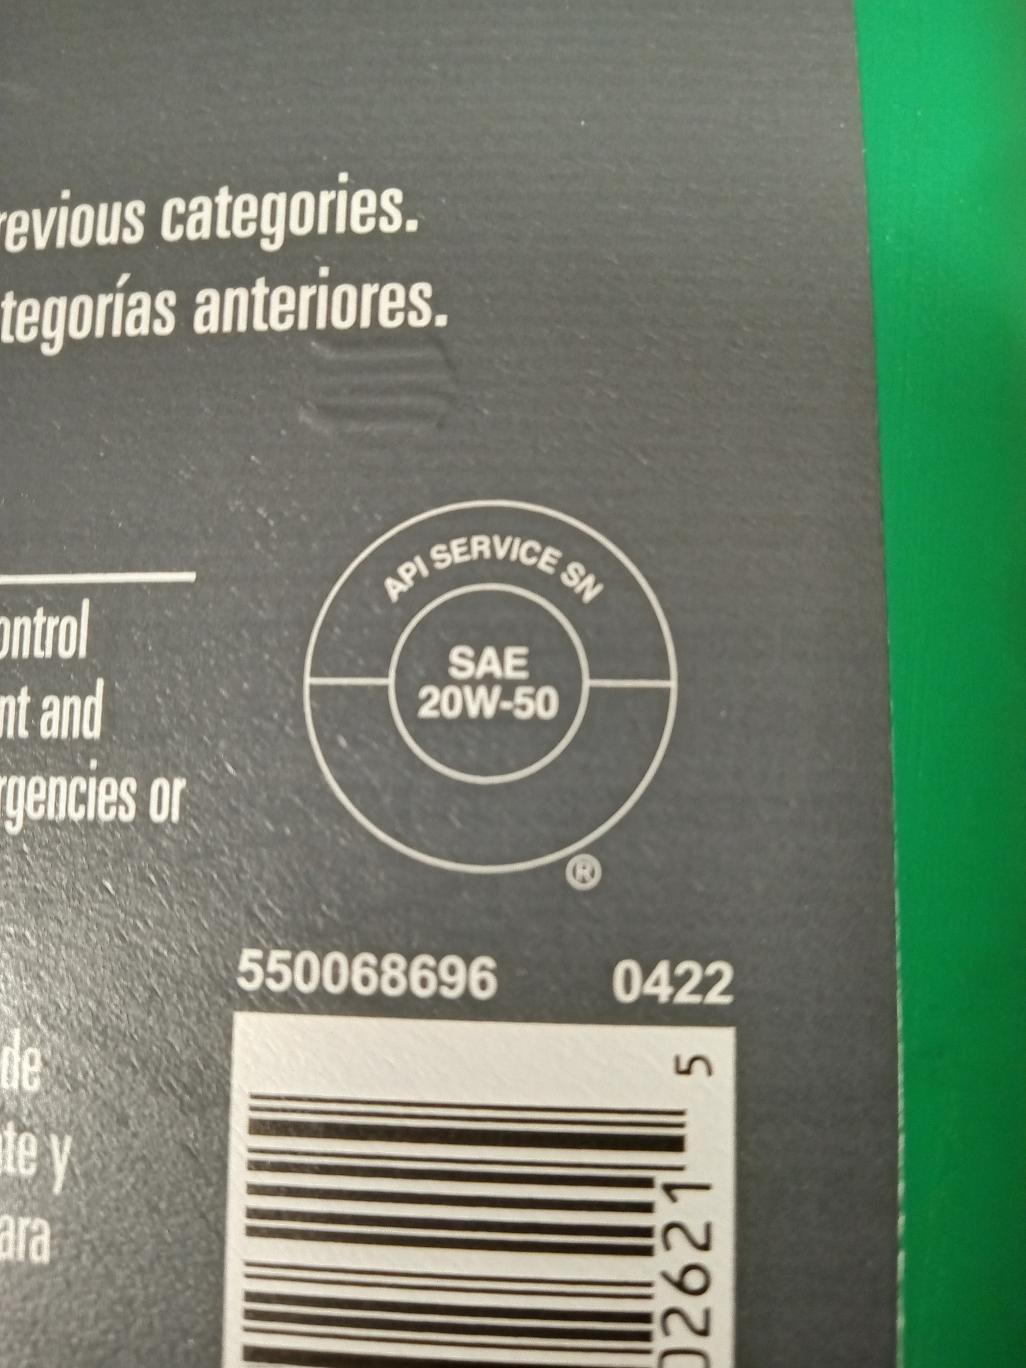 revious categories.
tegorías anteriores.
API SERVICE SN
SAE
20W-50
®
ontrol
nt and
rgencies or
550068696 0422
de
te y
ara
5
02621